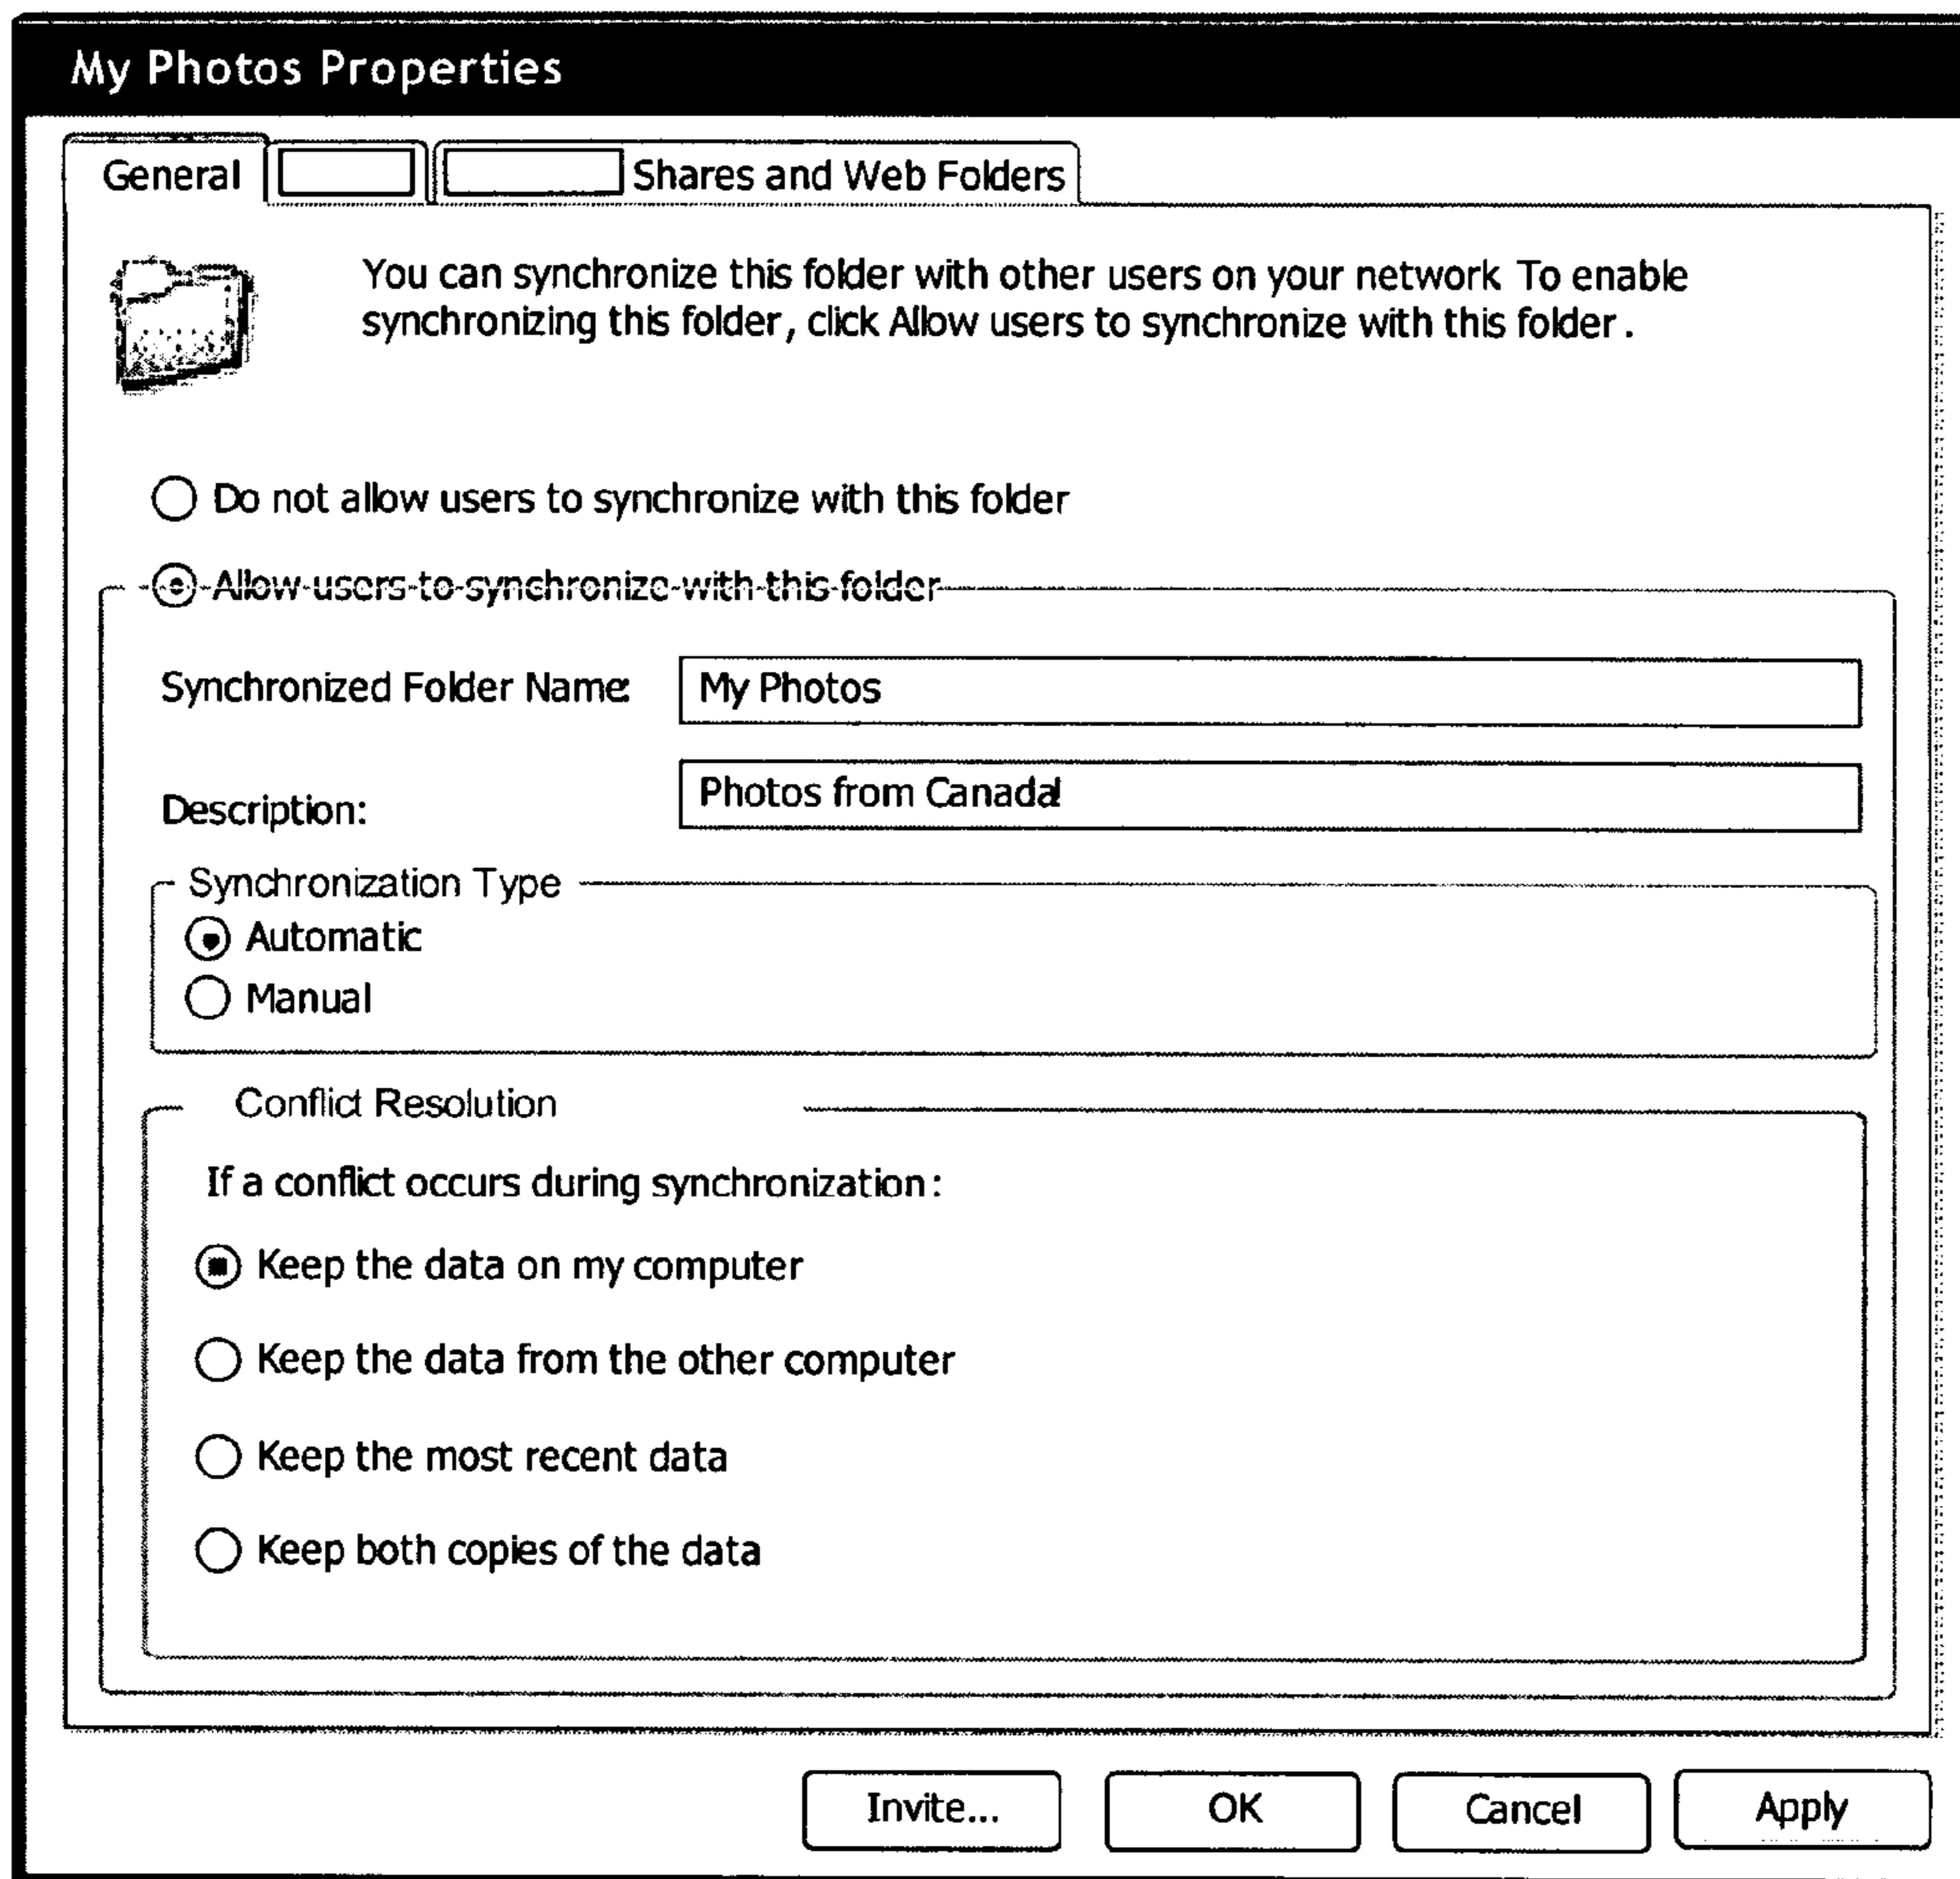 My Photos Properties
General
Shares and Web Folders
You can synchronize this folder with other users on your network To enable
synchronizing this folder, click Allow users to synchronize with this folder.
Do not allow users to synchronize with this folder
Allow users to synchronize with this folder
Synchronized Folder Name:
My Photos
Description:
Photos from Canada!
Synchronization Type
Automatic
Manual
Conflict Resolution
If a conflict occurs during synchronization:
Keep the data on my computer
Keep the data from the other computer
Keep the most recent data
Keep both copies of the data
Invite...
OK
Cancel
Apply